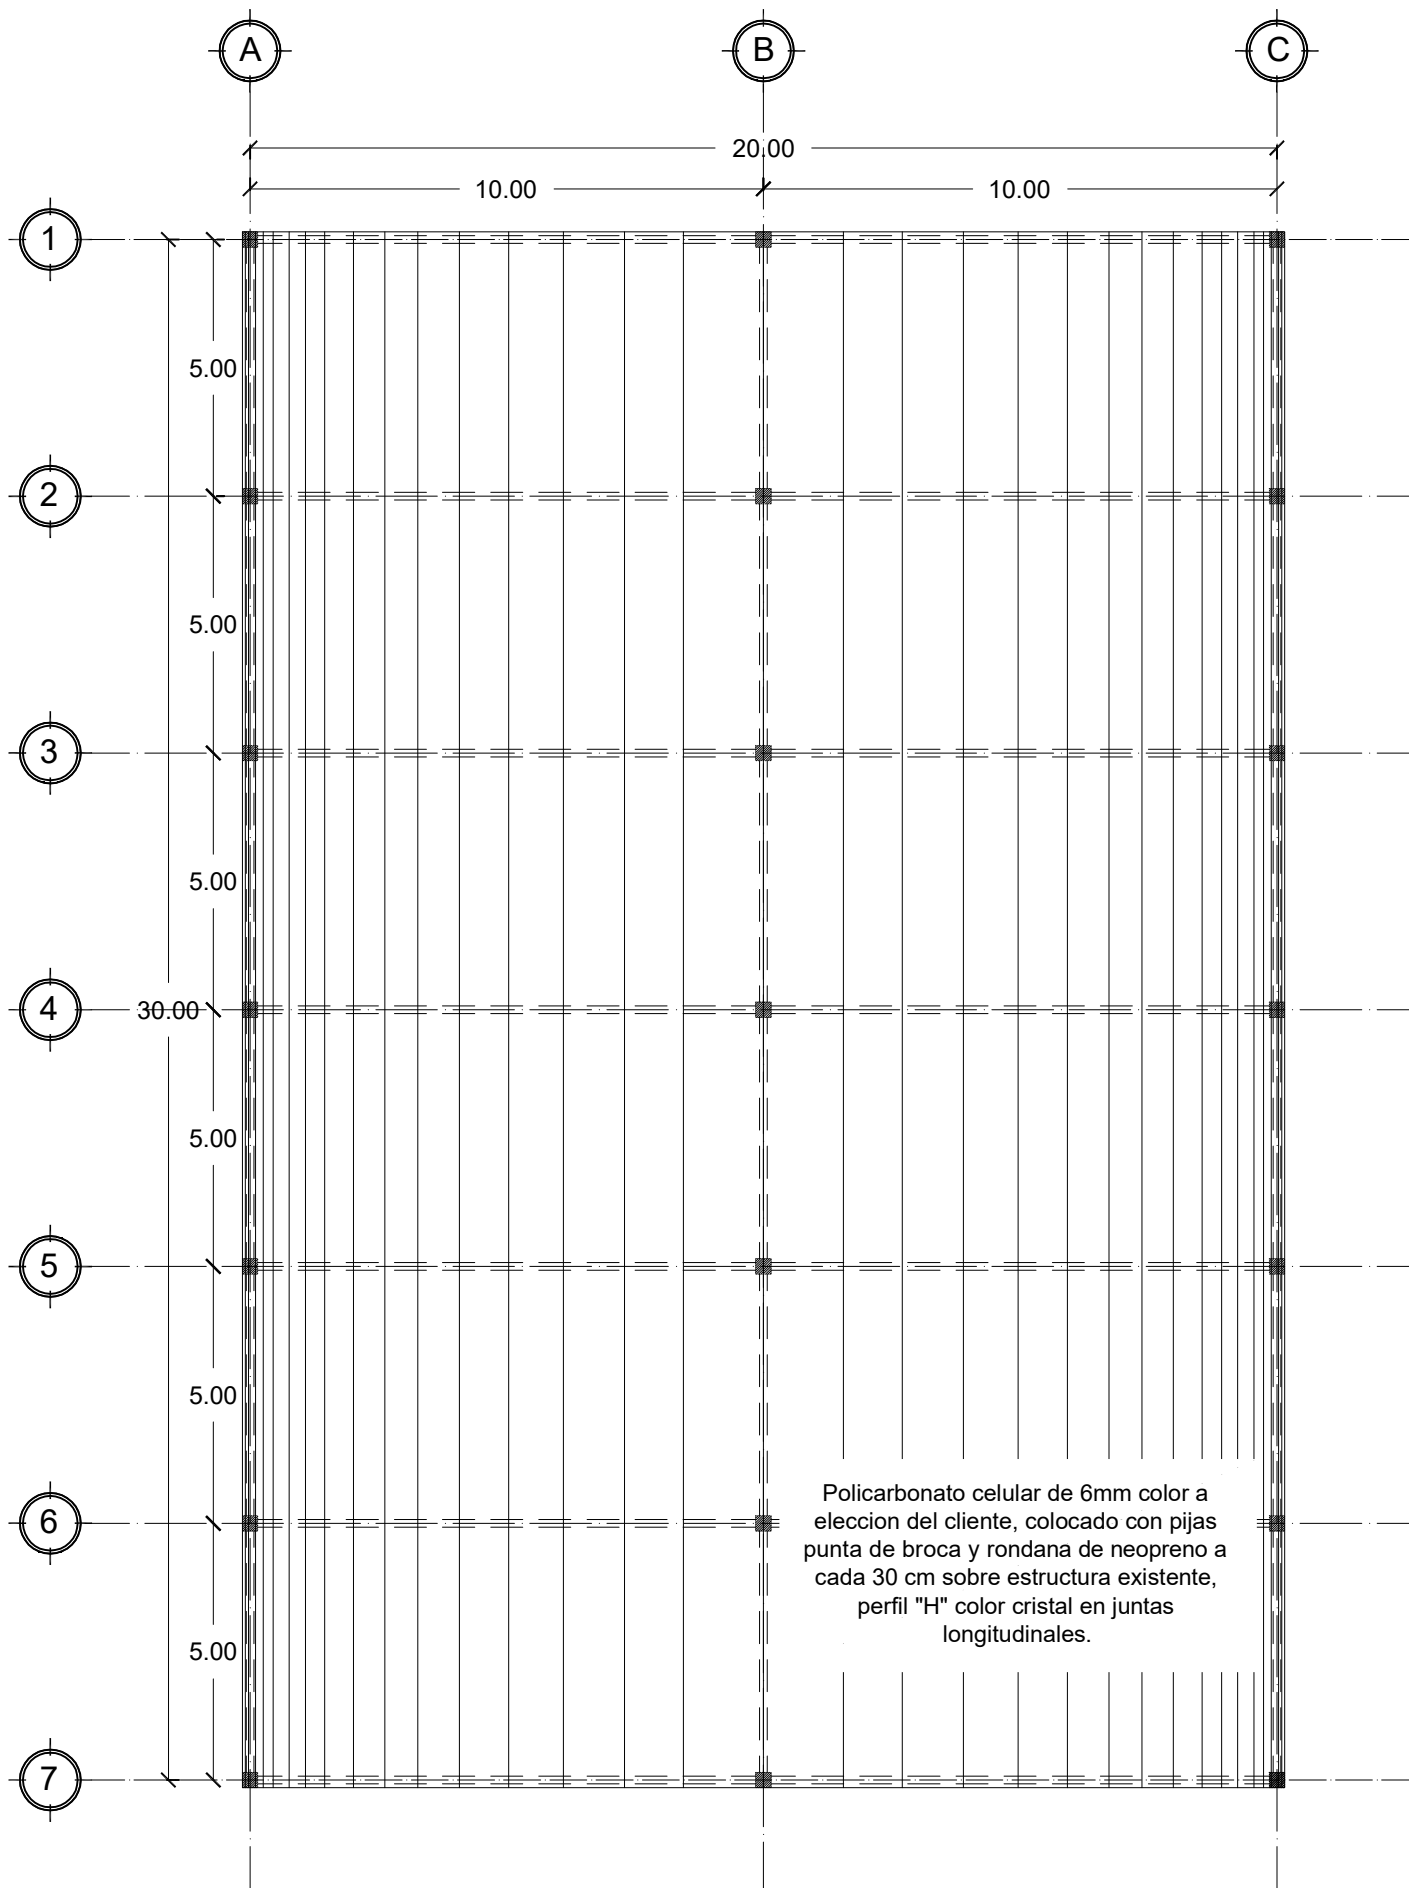 A
B
C
20.00
10.00
10.00
1
5.00
2
5.00
3
5.00
4
30.00
5.00
5
5.00
6
Policarbonato celular de 6mm color a
eleccion del cliente, colocado con pijas
punta de broca y rondana de neopreno a
cada 30 cm sobre estructura existente,
perfil "H" color cristal en juntas
longitudinales.
5.00
7